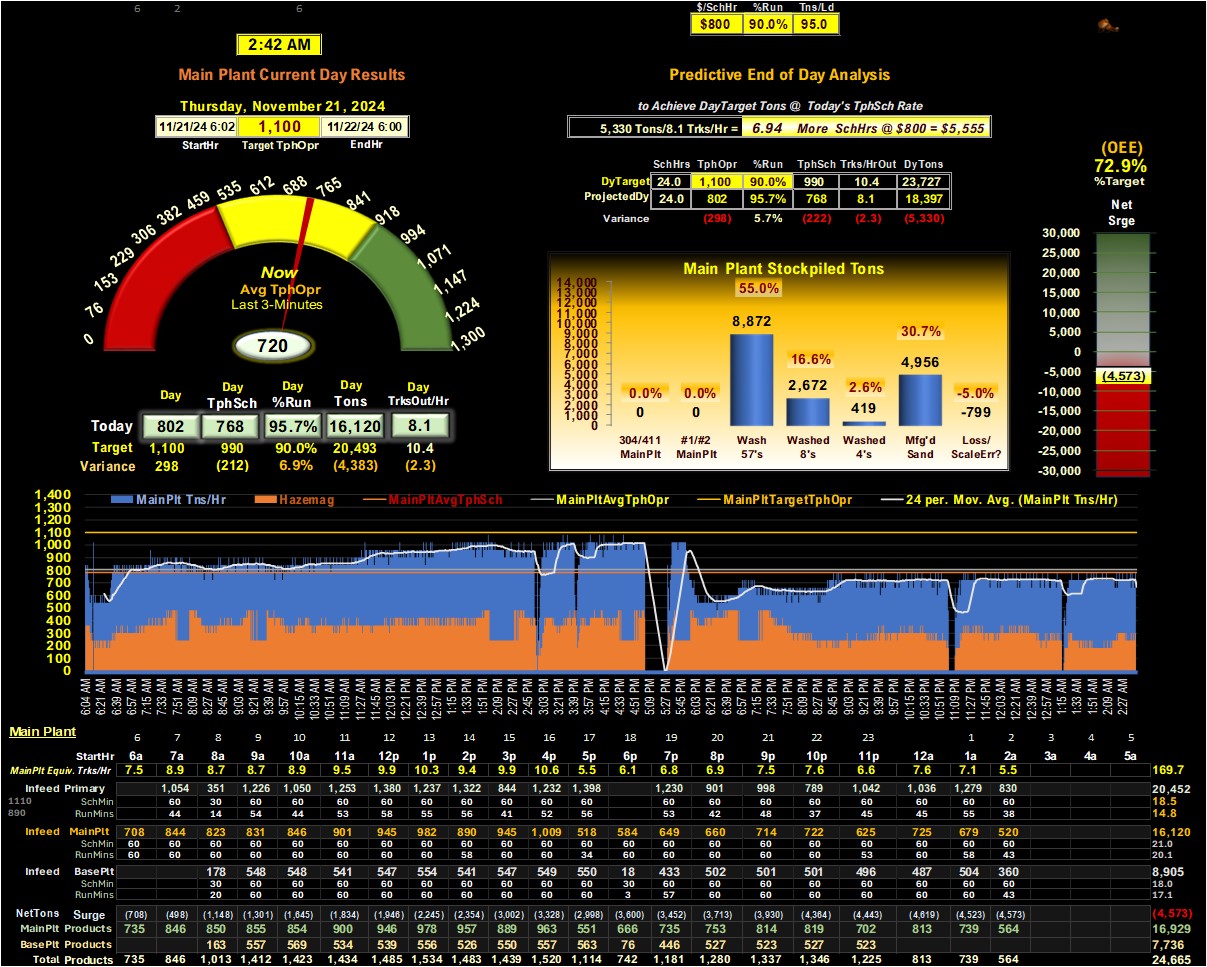 6 2 6
$/SchHr %Run Tns/Ld
$800 90.0% 95.0
2:42 AM
Main Plant Current Day Results
Thursday, November 21, 2024
11/21/24 6:02 1,100 11/22/24 6:00
StartHr Target TphOpr EndHr
0 76 153 229 306 382 459 535 612 688 765 841 918 994 1,071 1,147 1,224 1,300
Now
Avg TphOpr
Last 3-Minutes
720
Day Day TphSch Day %Run Day Tons TrksOut/Hr
Today 802 768 95.7% 16,120 8.1
Target 1,100 990 90.0% 20,493 10.4
Variance 298 (212) 6.9% (4,383) (2.3)
Predictive End of Day Analysis
to Achieve DayTarget Tons @ Today's TphSch Rate
5,330 Tons/8.1 Trks/Hr = 6.94 More SchHrs @ $800 = $5,555
SchHrs TphOpr %Run TphSch Trks/HrOut DyTons
DyTarget 24.0 1,100 90.0% 990 10.4 23,727
ProjectedDy 24.0 802 95.7% 768 8.1 18,397
Variance (298) 5.7% (222) (2.3) (5,330)
Main Plant Stockpiled Tons
14,000
13,000
12,000
11,000
10,000
9,000
8,000
7,000
6,000
5,000
4,000
3,000
2,000
1,000
0
0.0% 0.0% 55.0% 16.6% 2.6% 30.7% -5.0%
0 0 8,872 2,672 419 4,956 -799
304/411 #1/#2 Wash Washed Washed Mfg'd Loss/
MainPlt MainPlt 57's 8's 4's Sand ScaleErr?
(OEE)
72.9%
%Target
Net
Srge
30,000
25,000
20,000
15,000
10,000
5,000
0
-5,000
-10,000
-15,000
-20,000
-25,000
-30,000
(4,573)
MainPlt Tns/Hr Hazemag MainPltAvgTphSch MainPltAvgTphOpr MainPltTargetTphOpr 24 per. Mov. Avg. (MainPlt Tns/Hr)
1,400
1,300
1,200
1,100
1,000
900
800
700
600
500
400
300
200
100
0
6:04 AM 6:21 AM 6:39 AM 6:57 AM 7:15 AM 7:33 AM 7:51 AM 8:09 AM 8:27 AM 8:45 AM 9:03 AM 9:21 AM 9:39 AM 9:57 AM 10:15 AM 10:33 AM 10:51 AM 11:09 AM 11:27 AM 11:45 AM 12:03 PM 12:21 PM 12:39 PM 12:57 PM 1:15 PM 1:33 PM 1:51 PM 2:09 PM 2:27 PM 2:45 PM 3:03 PM 3:21 PM 3:39 PM 3:57 PM 4:15 PM 4:33 PM 4:51 PM 5:09 PM 5:27 PM 5:45 PM 6:03 PM 6:21 PM 6:39 PM 6:57 PM 7:15 PM 7:33 PM 7:51 PM 8:09 PM 8:27 PM 8:45 PM 9:03 PM 9:21 PM 9:39 PM 9:57 PM 10:15 PM 10:33 PM 10:51 PM 11:09 PM 11:27 PM 11:45 PM 12:03 AM 12:21 AM 12:39 AM 12:57 AM 1:15 AM 1:33 AM 1:51 AM 2:09 AM 2:27 AM
Main Plant 6 7 8 9 10 11 12 13 14 15 16 17 18 19 20 21 22 23 1 2 3 4 5
StartHr 6a 7a 8a 9a 10a 11a 12p 1p 2p 3p 4p 5p 6p 7p 8p 9p 10p 11p 12a 1a 2a 3a 4a 5a
MainPlt Equiv. Trks/Hr 7.5 8.9 8.7 8.7 8.9 9.5 9.9 10.3 9.4 9.9 10.6 5.5 6.1 6.8 6.9 7.5 7.6 6.6 7.6 7.1 5.5 169.7
Infeed Primary 1,054 351 1,226 1,050 1,253 1,380 1,237 1,322 844 1,232 1,398 1,230 901 998 789 1,042 1,036 1,279 830 20,452
1110 SchMin 60 30 60 60 60 60 60 60 60 60 60 60 60 60 60 60 60 60 60 18.5
890 RunMins 44 14 54 44 53 58 55 56 41 52 56 53 42 48 37 45 45 55 38 14.8
Infeed MainPlt 708 844 823 831 846 901 945 982 890 945 1,009 518 584 649 660 714 722 625 725 679 520 16,120
SchMin 60 60 60 60 60 60 60 60 60 60 60 60 60 60 60 60 60 60 60 60 60 21.0
RunMins 60 60 60 60 60 60 60 60 58 60 60 34 60 60 60 60 60 53 60 58 43 20.1
Infeed BasePlt 178 548 548 541 547 554 541 547 549 550 18 433 502 501 501 496 487 504 360 8,905
SchMin 30 60 60 60 60 60 60 60 60 60 30 60 60 60 60 60 60 60 60 18.0
RunMins 20 60 60 60 60 60 60 60 60 60 3 57 60 60 60 60 60 60 43 17.1
NetTons Surge (708) (498) (1,148) (1,301) (1,645) (1,834) (1,946) (2,245) (2,354) (3,002) (3,328) (2,998) (3,600) (3,452) (3,713) (3,930) (4,364) (4,443) (4,619) (4,523) (4,573) (4,573)
MainPlt Products 735 846 850 855 854 900 946 978 957 889 963 551 666 735 753 814 819 702 813 739 564 16,929
BasePlt Products 163 557 569 534 539 556 526 550 557 563 76 446 527 523 527 523 7,736
Total Products 735 846 1,013 1,412 1,423 1,434 1,485 1,534 1,483 1,439 1,520 1,114 742 1,181 1,280 1,337 1,346 1,225 813 739 564 24,665